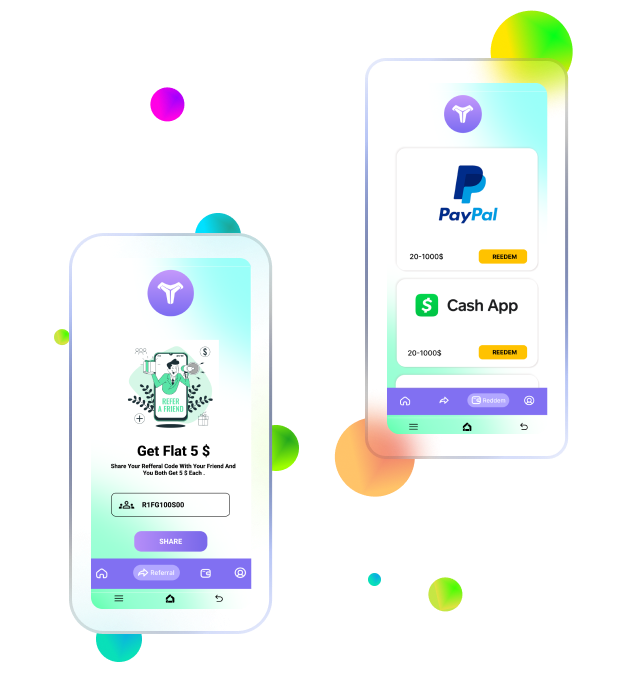 PayPal
20-1000$
REEDEM
$ Cash App
20-1000$
REEDEM
Reddem
$
REFER
A FRIEND
Get Flat 5 $
Share Your Refferal Code With Your Friend And
You Both Get 5 $ Each .
R1FG100S00
SHARE
Referral